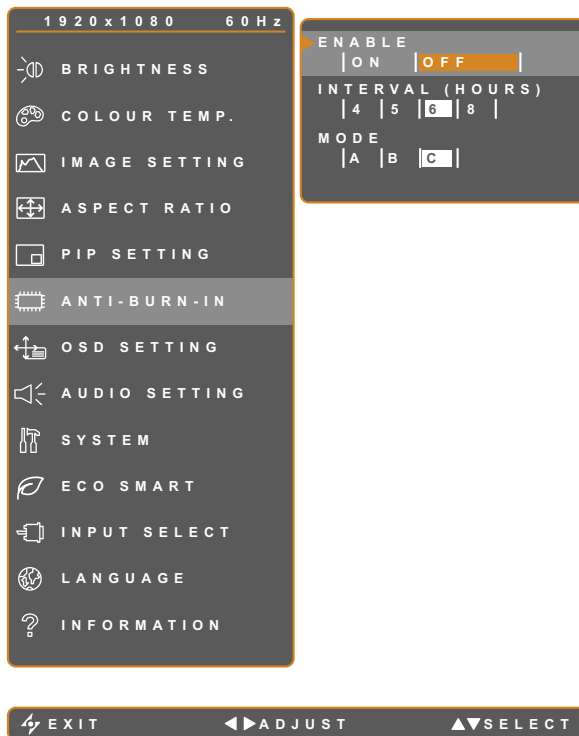 1920x1080 60Hz
BRIGHTNESS
COLOUR TEMP.
IMAGE SETTING
ASPECT RATIO
PIP SETTING
ANTI-BURN-IN
OSD SETTING
AUDIO SETTING
SYSTEM
ECO SMART
INPUT SELECT
LANGUAGE
INFORMATION
ENABLE
ON OFF
INTERVAL (HOURS)
4 5 6 8
MODE
A B C
EXIT ADJUST SELECT